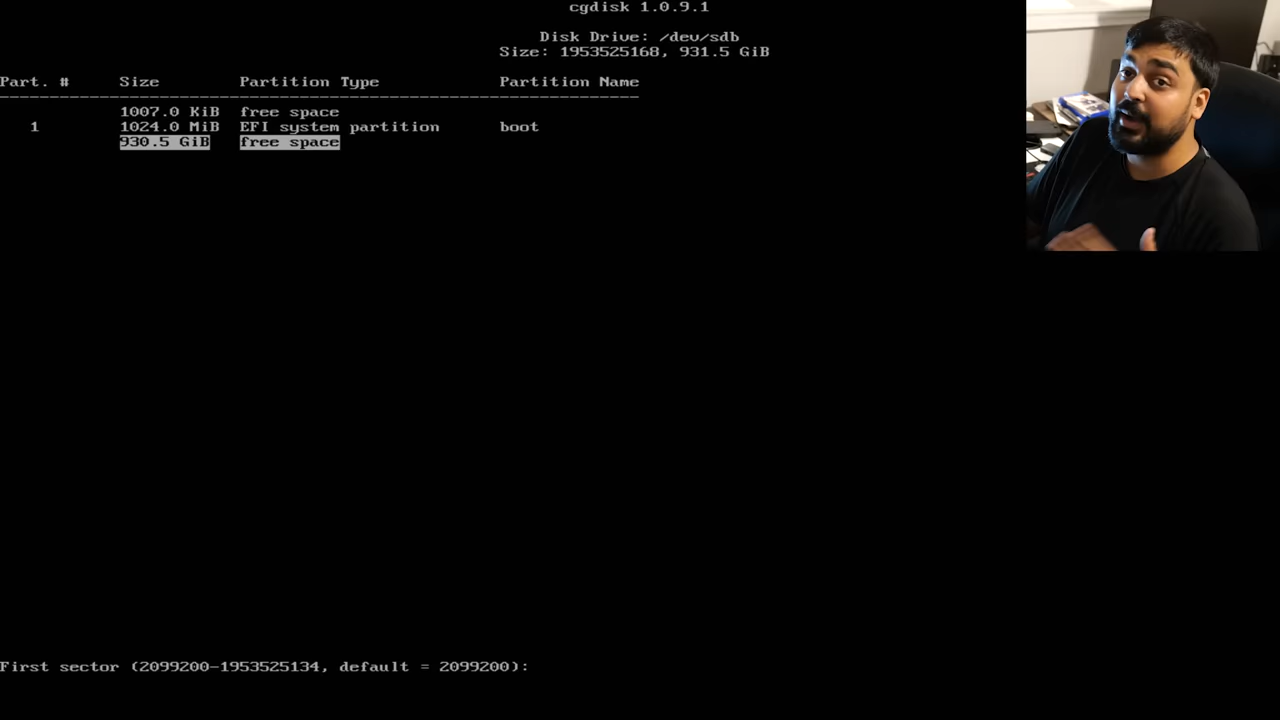 cgdisk 1.0.9.1
Disk Drive: /dev/sdb
Size: 1953525168, 931.5 GiB
Part. # Size Partition Type Partition Name
1007.0 KiB free space
1 1024.0 MiB EFI system partition boot
930.5 GiB free space
First sector (2099200-1953525134, default = 2099200):